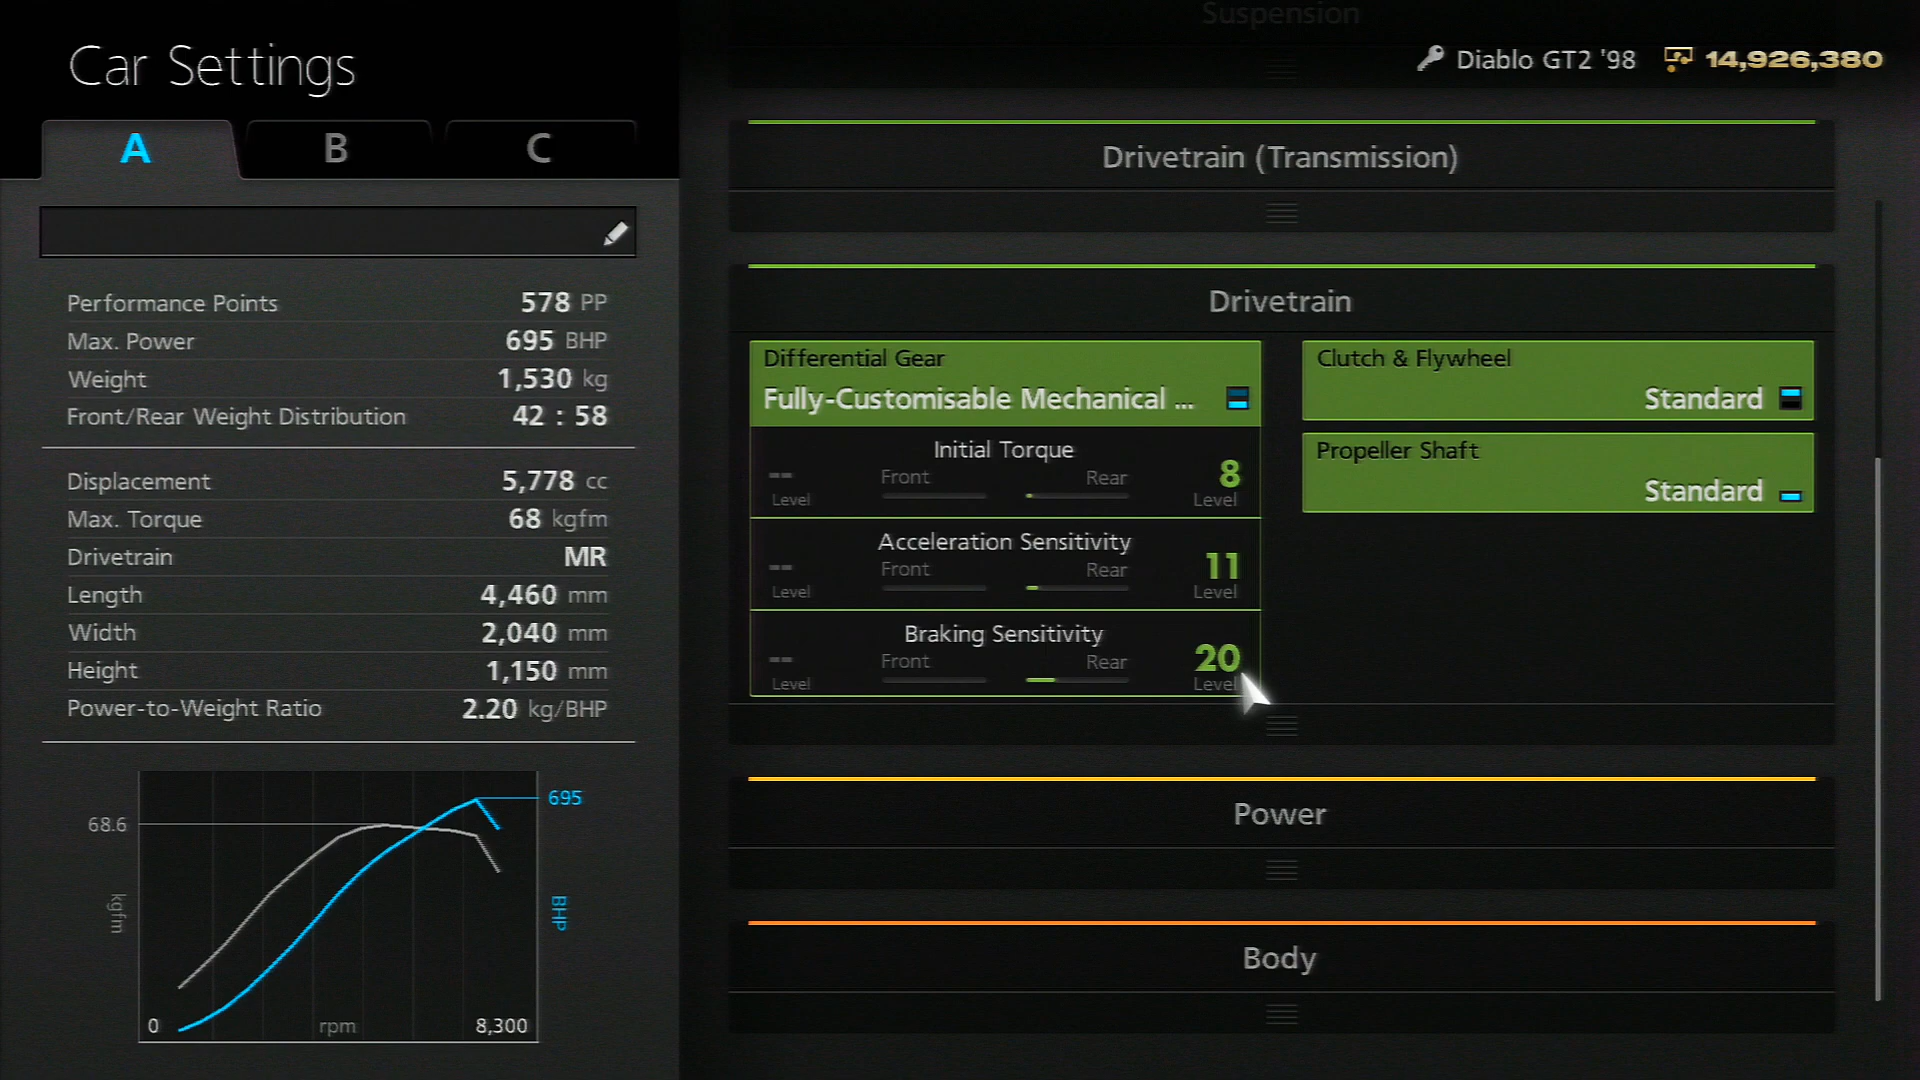 Suspension
Car Settings
Diablo GT2 '98
14,926,380
A
B
C
Performance Points 578 PP
Max. Power 695 BHP
Weight 1,530 kg
Front/Rear Weight Distribution 42 : 58
Displacement 5,778 cc
Max. Torque 68 kgfm
Drivetrain MR
Length 4,460 mm
Width 2,040 mm
Height 1,150 mm
Power-to-Weight Ratio 2.20 kg/BHP
695
68.6
kgfm
BHP
0 rpm 8,300
Drivetrain (Transmission)
Drivetrain
Differential Gear
Fully-Customisable Mechanical ...
Initial Torque
-- Front Rear 8
Level Level
Acceleration Sensitivity
-- Front Rear 11
Level Level
Braking Sensitivity
-- Front Rear 20
Level Level
Clutch & Flywheel
Standard
Propeller Shaft
Standard
Power
Body